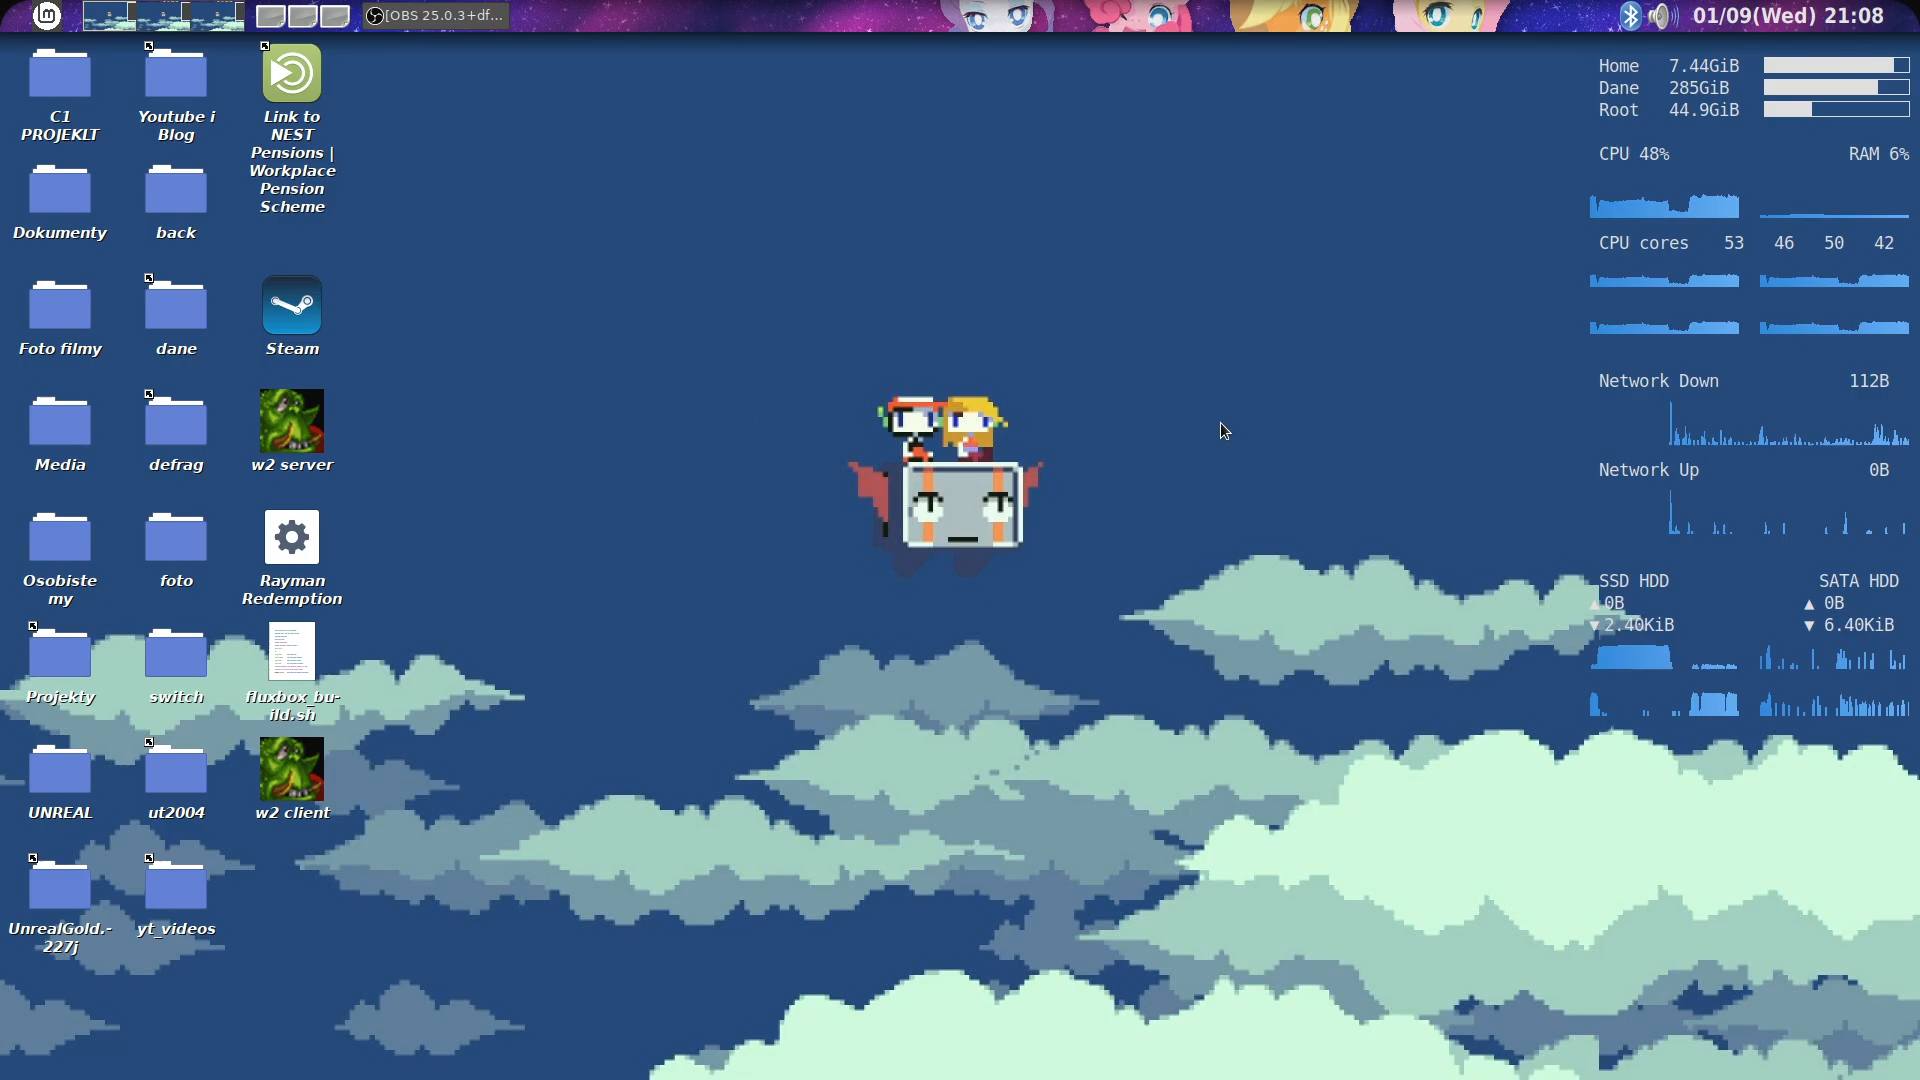 [OBS 25.0.3+df...
01/09(Wed) 21:08
C1
PROJEKLT
Youtube i
Blog
Link to
NEST
Pensions |
Workplace
Pension
Scheme
Dokumenty
back
Foto filmy
dane
Steam
Media
defrag
w2 server
Osobiste
my
foto
Rayman
Redemption
Projekty
switch
fluxbox_bu-
ild.sh
UNREAL
ut2004
w2 client
UnrealGold.-
227j
yt_videos
Home 7.44GiB
Dane 285GiB
Root 44.9GiB
CPU 48% RAM 6%
CPU cores 53 46 50 42
Network Down 112B
Network Up 0B
SSD HDD SATA HDD
▲ 0B ▲ 0B
▼ 2.40KiB ▼ 6.40KiB